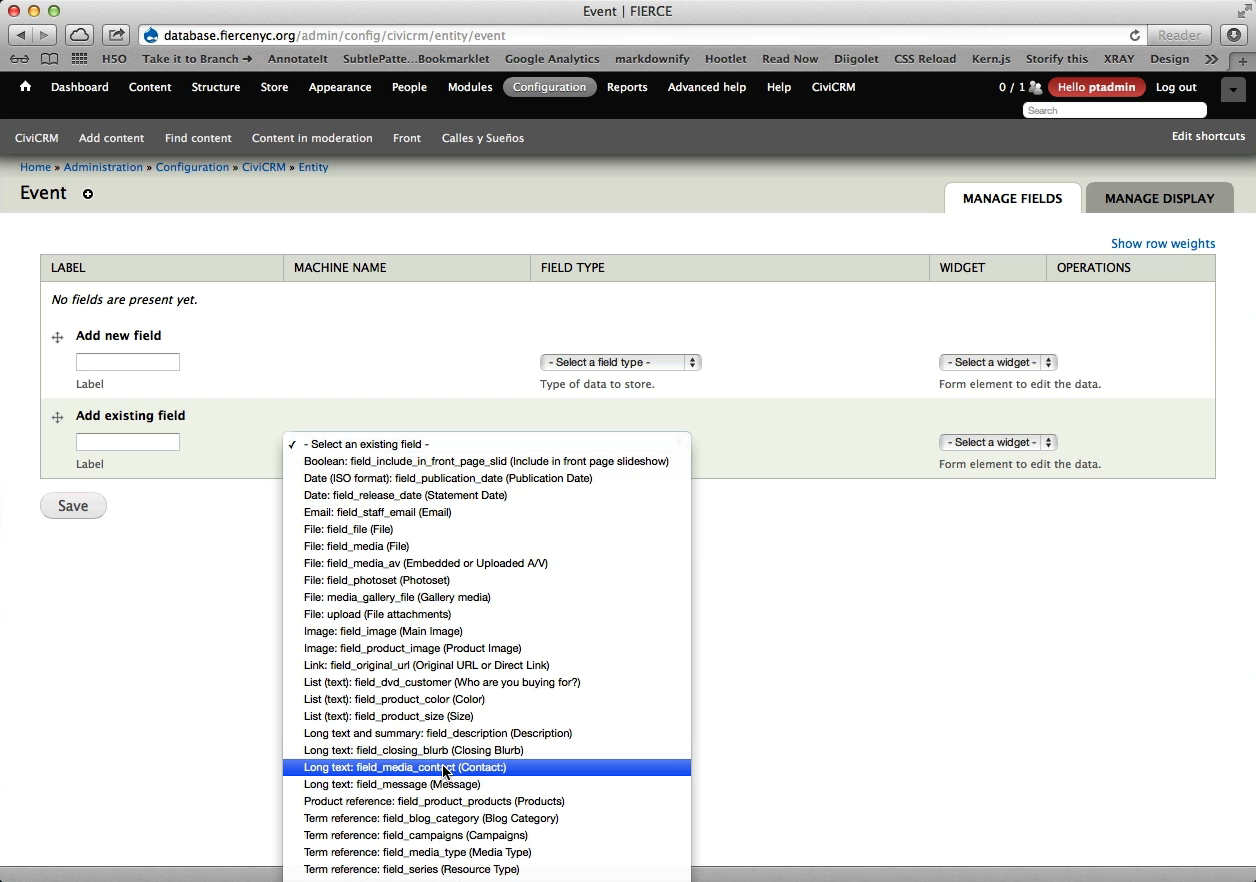 Event | FIERCE
database.fiercenyc.org/admin/config/civicrm/entity/event
Reader
H5O Take it to Branch → AnnotateIt SubtlePatte...Bookmarklet Google Analytics markdownify Hootlet Read Now Diigolet CSS Reload Kern.js Storify this XRAY Design
Dashboard Content Structure Store Appearance People Modules Configuration Reports Advanced help Help CiviCRM 0 / 1 Hello ptadmin Log out
Search
CiviCRM Add content Find content Content in moderation Front Calles y Sueños Edit shortcuts
Home » Administration » Configuration » CiviCRM » Entity
Event
MANAGE FIELDS MANAGE DISPLAY
Show row weights
LABEL MACHINE NAME FIELD TYPE WIDGET OPERATIONS
No fields are present yet.
Add new field
- Select a field type - - Select a widget -
Label Type of data to store. Form element to edit the data.
Add existing field
- Select a widget -
Label Form element to edit the data.
Save
✓ - Select an existing field -
Boolean: field_include_in_front_page_slid (Include in front page slideshow)
Date (ISO format): field_publication_date (Publication Date)
Date: field_release_date (Statement Date)
Email: field_staff_email (Email)
File: field_file (File)
File: field_media (File)
File: field_media_av (Embedded or Uploaded A/V)
File: field_photoset (Photoset)
File: media_gallery_file (Gallery media)
File: upload (File attachments)
Image: field_image (Main Image)
Image: field_product_image (Product Image)
Link: field_original_url (Original URL or Direct Link)
List (text): field_dvd_customer (Who are you buying for?)
List (text): field_product_color (Color)
List (text): field_product_size (Size)
Long text and summary: field_description (Description)
Long text: field_closing_blurb (Closing Blurb)
Long text: field_media_contact (Contact:)
Long text: field_message (Message)
Product reference: field_product_products (Products)
Term reference: field_blog_category (Blog Category)
Term reference: field_campaigns (Campaigns)
Term reference: field_media_type (Media Type)
Term reference: field_series (Resource Type)